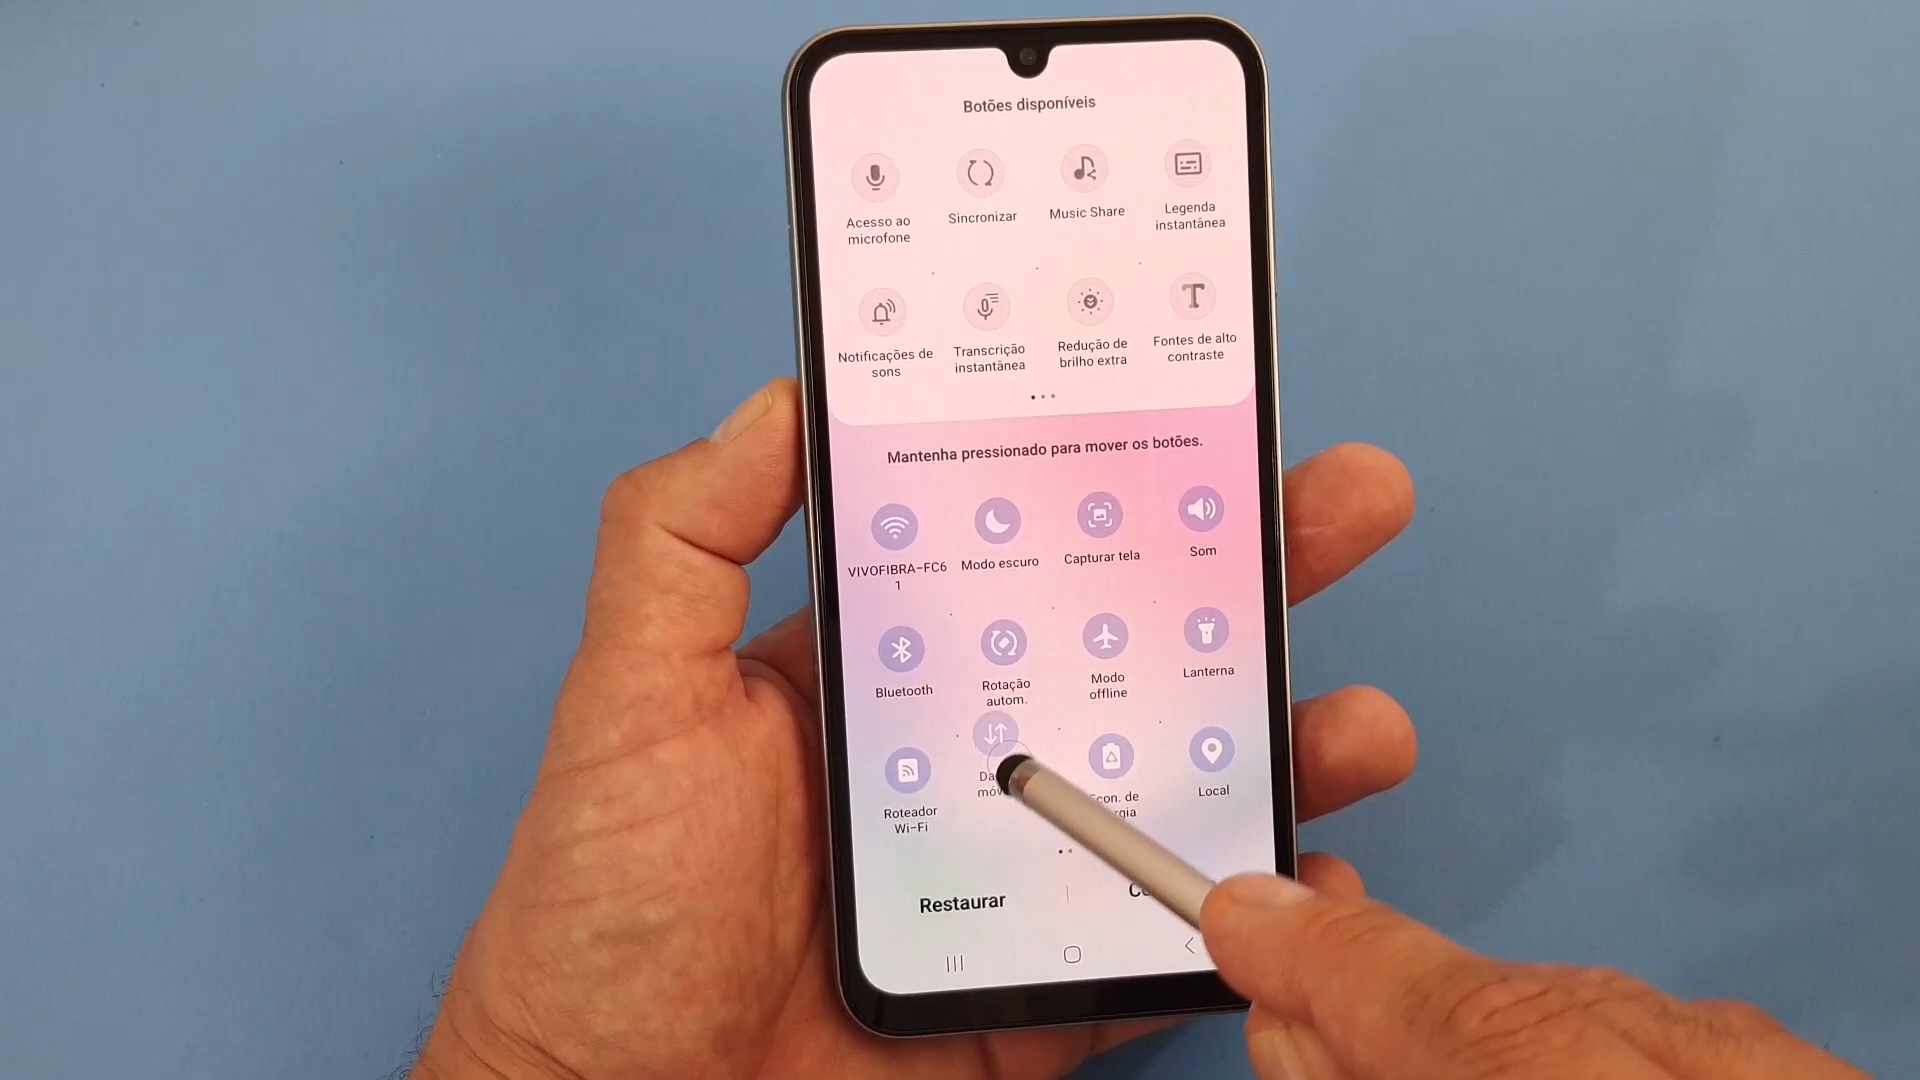 Botões disponíveis
Acesso ao
microfone
Sincronizar
Music Share
Legenda
instantânea
Notificações de
sons
Transcrição
instantânea
Redução de
brilho extra
Fontes de alto
contraste
Mantenha pressionado para mover os botões.
VIVOFIBRA-FC6
1
Modo escuro
Capturar tela
Som
Bluetooth
Rotação
autom.
Modo
offline
Lanterna
Roteador
Wi-Fi
Econ. de
Local
Restaurar